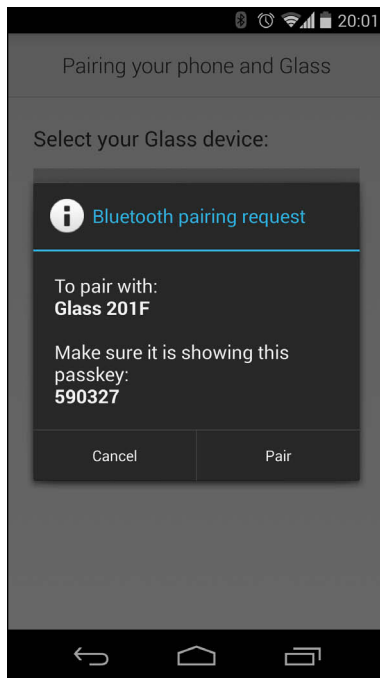 20:01
Pairing your phone and Glass
Select your Glass device:
Bluetooth pairing request
To pair with:
Glass 201F
Make sure it is showing this
passkey:
590327
Cancel Pair